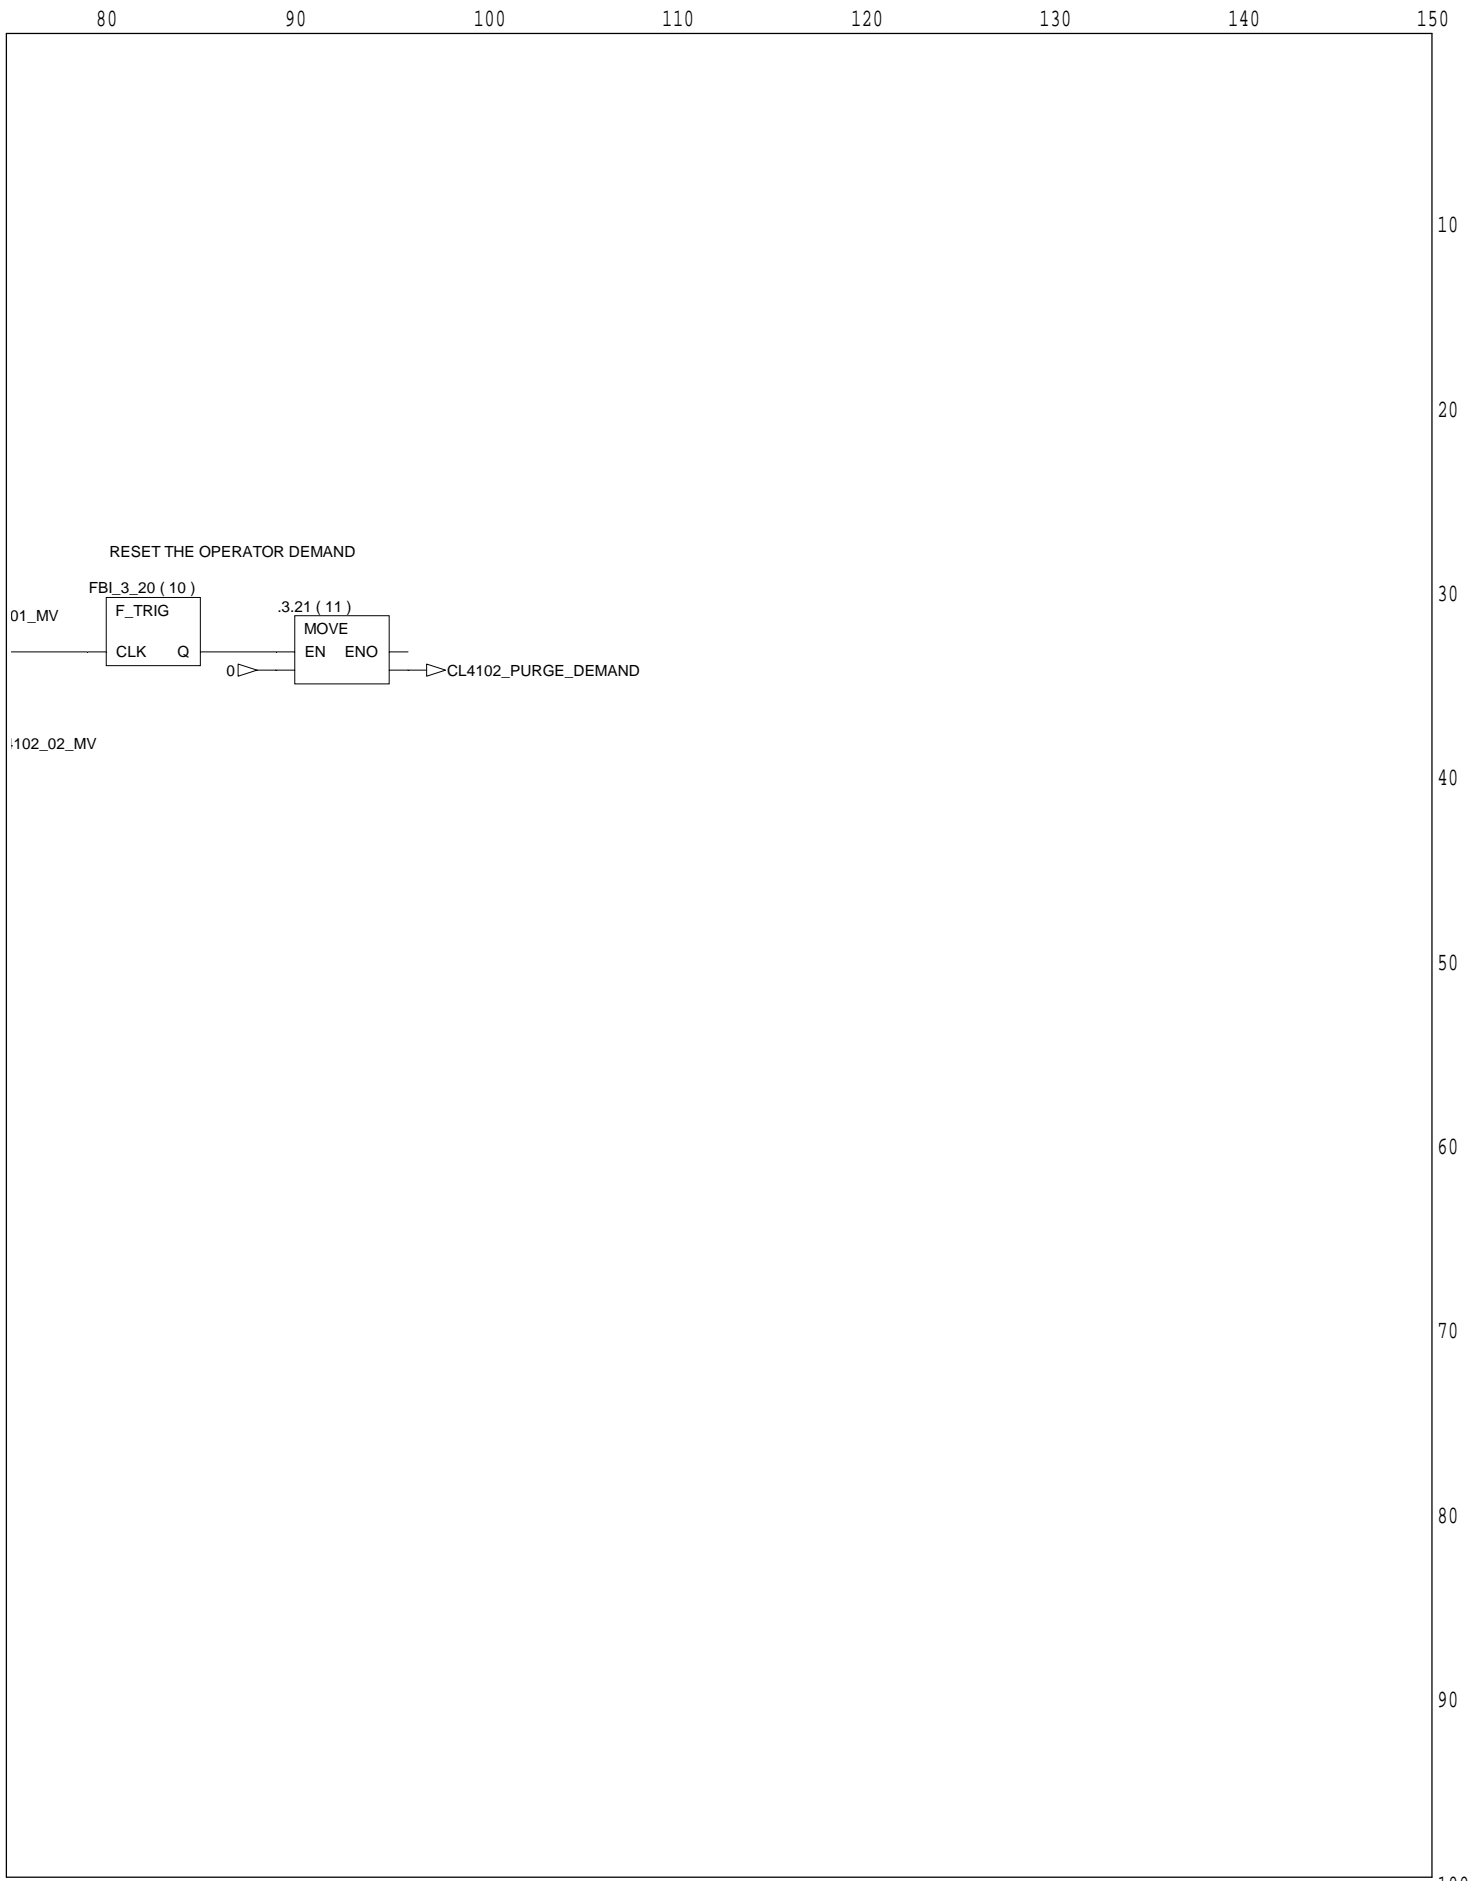 80 90 100 110 120 130 140 150
10
20
RESET THE OPERATOR DEMAND
FBI_3_20 ( 10 )
30
.3.21 ( 11 )
01_MV
F_TRIG
MOVE
CLK Q
EN ENO
0 CL4102_PURGE_DEMAND
4102_02_MV
40
50
60
70
80
90